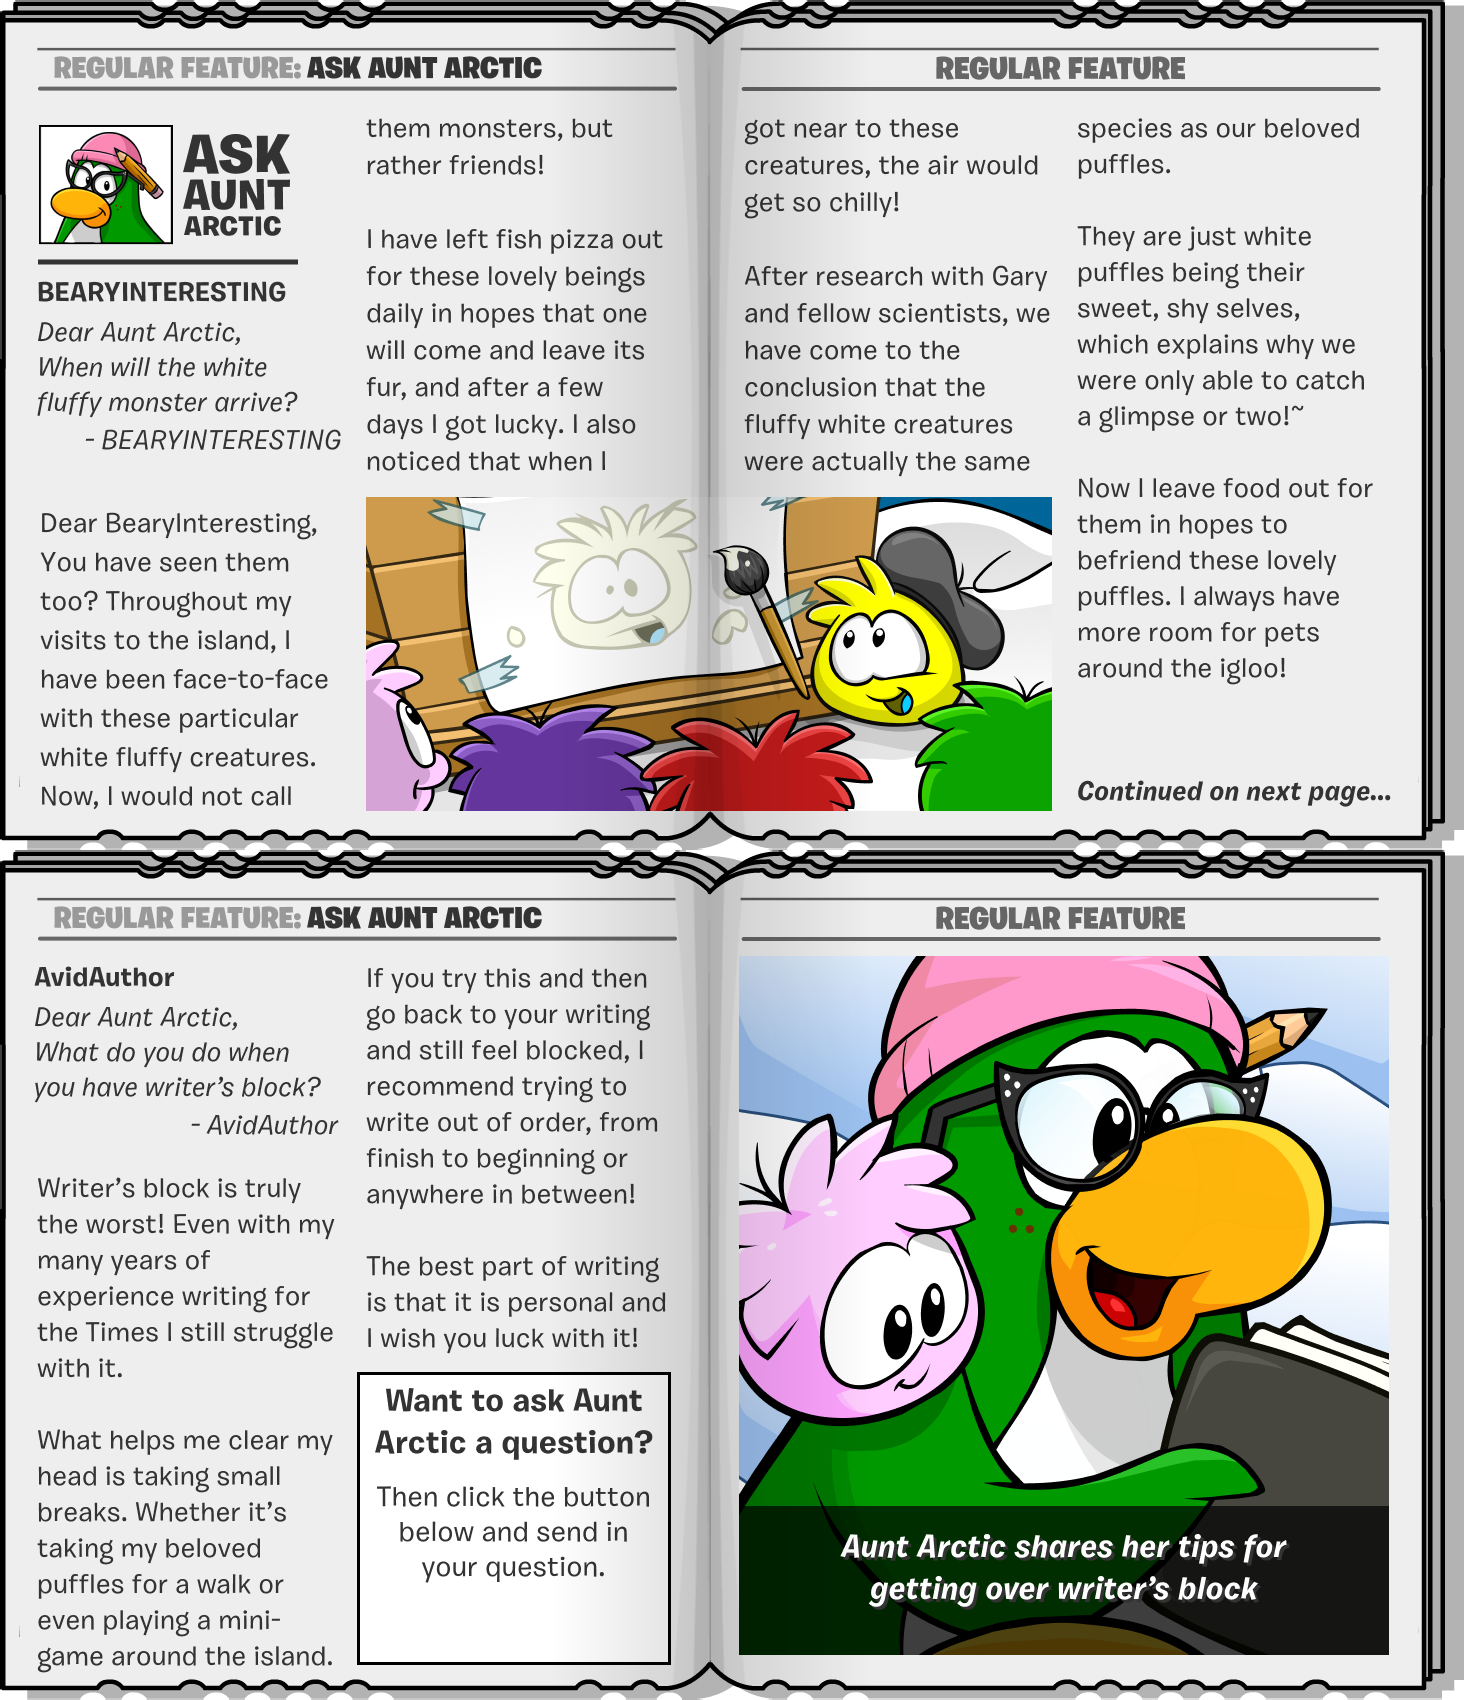 REGULAR FEATURE: ASK AUNT ARCTIC
ASK
AUNT
ARCTIC
BEARYINTERESTING
Dear Aunt Arctic,
When will the white
fluffy monster arrive?
- BEARYINTERESTING
Dear BearyInteresting,
You have seen them
too? Throughout my
visits to the island, I
have been face-to-face
with these particular
white fluffy creatures.
Now, I would not call
them monsters, but
rather friends!
I have left fish pizza out
for these lovely beings
daily in hopes that one
will come and leave its
fur, and after a few
days I got lucky. I also
noticed that when I
REGULAR FEATURE
got near to these
creatures, the air would
get so chilly!
After research with Gary
and fellow scientists, we
have come to the
conclusion that the
fluffy white creatures
were actually the same
species as our beloved
puffles.
They are just white
puffles being their
sweet, shy selves,
which explains why we
were only able to catch
a glimpse or two!~
Now I leave food out for
them in hopes to
befriend these lovely
puffles. I always have
more room for pets
around the igloo!
Continued on next page...
REGULAR FEATURE: ASK AUNT ARCTIC
AvidAuthor
Dear Aunt Arctic,
What do you do when
you have writer's block?
- AvidAuthor
Writer's block is truly
the worst! Even with my
many years of
experience writing for
the Times I still struggle
with it.
What helps me clear my
head is taking small
breaks. Whether it's
taking my beloved
puffles for a walk or
even playing a mini-
game around the island.
If you try this and then
go back to your writing
and still feel blocked, I
recommend trying to
write out of order, from
finish to beginning or
anywhere in between!
The best part of writing
is that it is personal and
I wish you luck with it!
Want to ask Aunt
Arctic a question?
Then click the button
below and send in
your question.
REGULAR FEATURE
Aunt Arctic shares her tips for
getting over writer's block